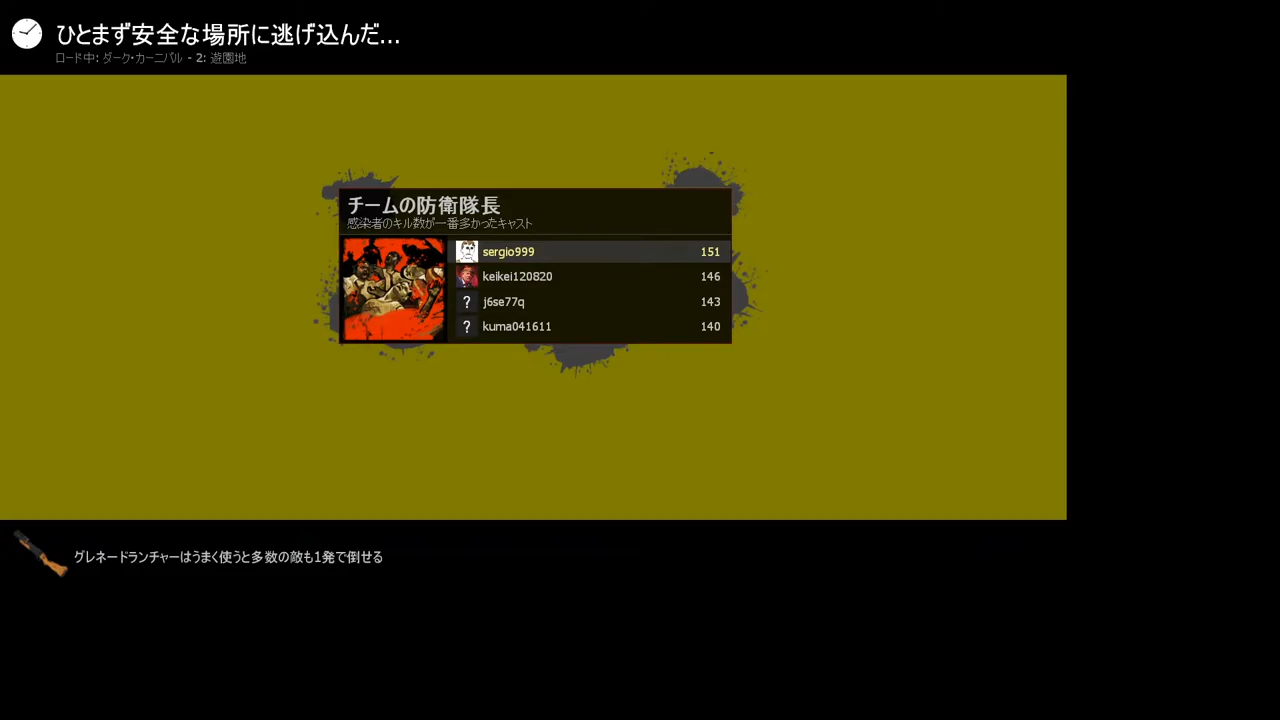 ひとまず安全な場所に逃げ込んだ...
ロード中: ダーク・カーニバル - 2: 遊園地
チームの防衛隊長
感染者のキル数が一番多かったキャスト
sergio999 151
keikei120820 146
? j6se77q 143
? kuma041611 140
グレネードランチャーはうまく使うと多数の敵も1発で倒せる